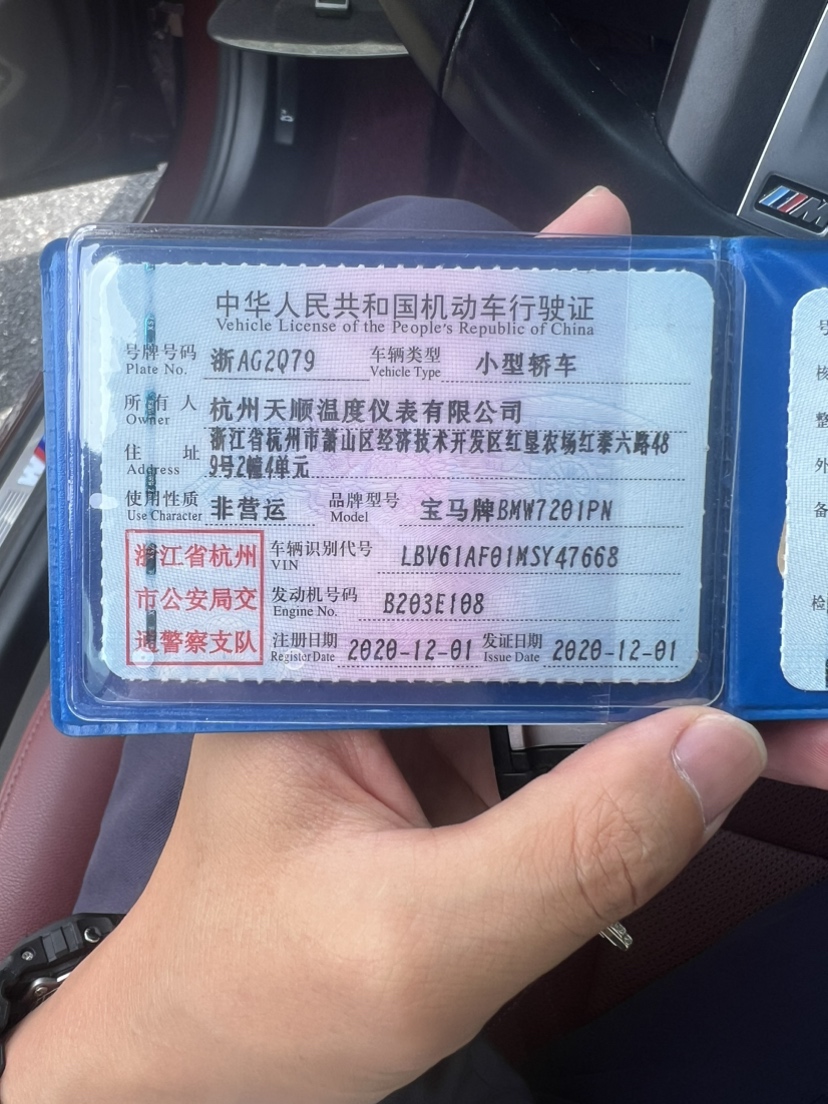 中华人民共和国机动车行驶证
Vehicle License of the People's Republic of China
号牌号码 浙AG2Q79 车辆类型 小型轿车
Plate No. Vehicle Type
所有人 杭州天顺温度仪表有限公司
Owner
住址 浙江省杭州市萧山区经济技术开发区红垦农场红泰六路48
Address 9号2幢4单元
使用性质 非营运 品牌型号 宝马牌BMW7201PN
Use Character Model
浙江省杭州 车辆识别代号 LBV61AF01MSY47668
VIN
市公安局交 发动机号码 B203E108
Engine No.
通警察支队 注册日期 2020-12-01 发证日期 2020-12-01
Register Date Issue Date
号
核
整
外
备
检